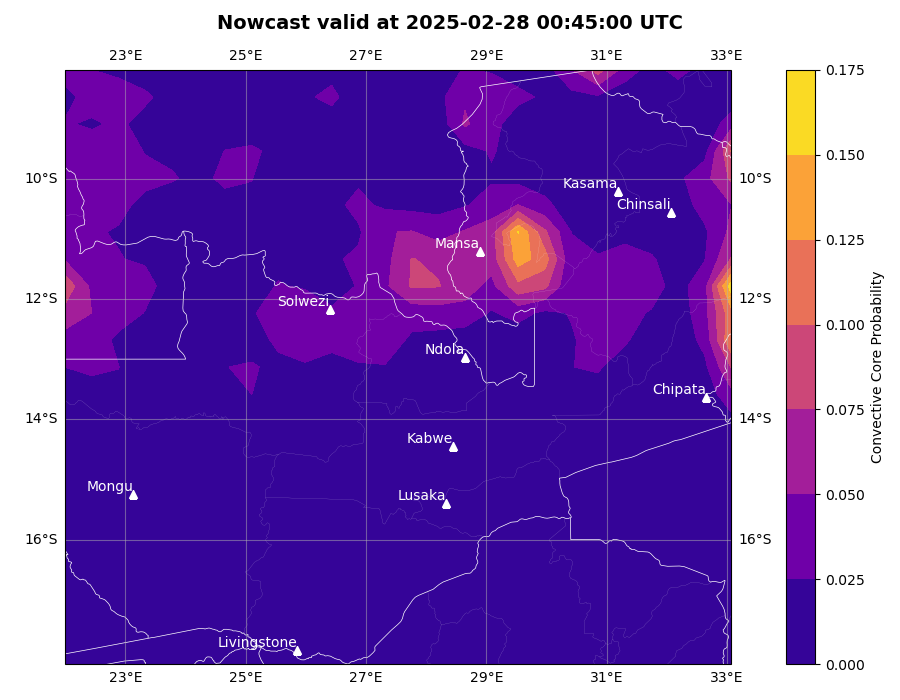 Nowcast valid at 2025-02-28 00:45:00 UTC
23°E 25°E 27°E 29°E 31°E 33°E
0.175
0.150
10°S Kasama 10°S
Chinsali
0.125
Mansa
12°S 12°S
Solwezi
0.100
Ndola
Chipata
0.075
14°S 14°S
Kabwe
Mongu
Lusaka
0.050
16°S 16°S
0.025
Livingstone
0.000
23°E 25°E 27°E 29°E 31°E 33°E
Convective Core Probability